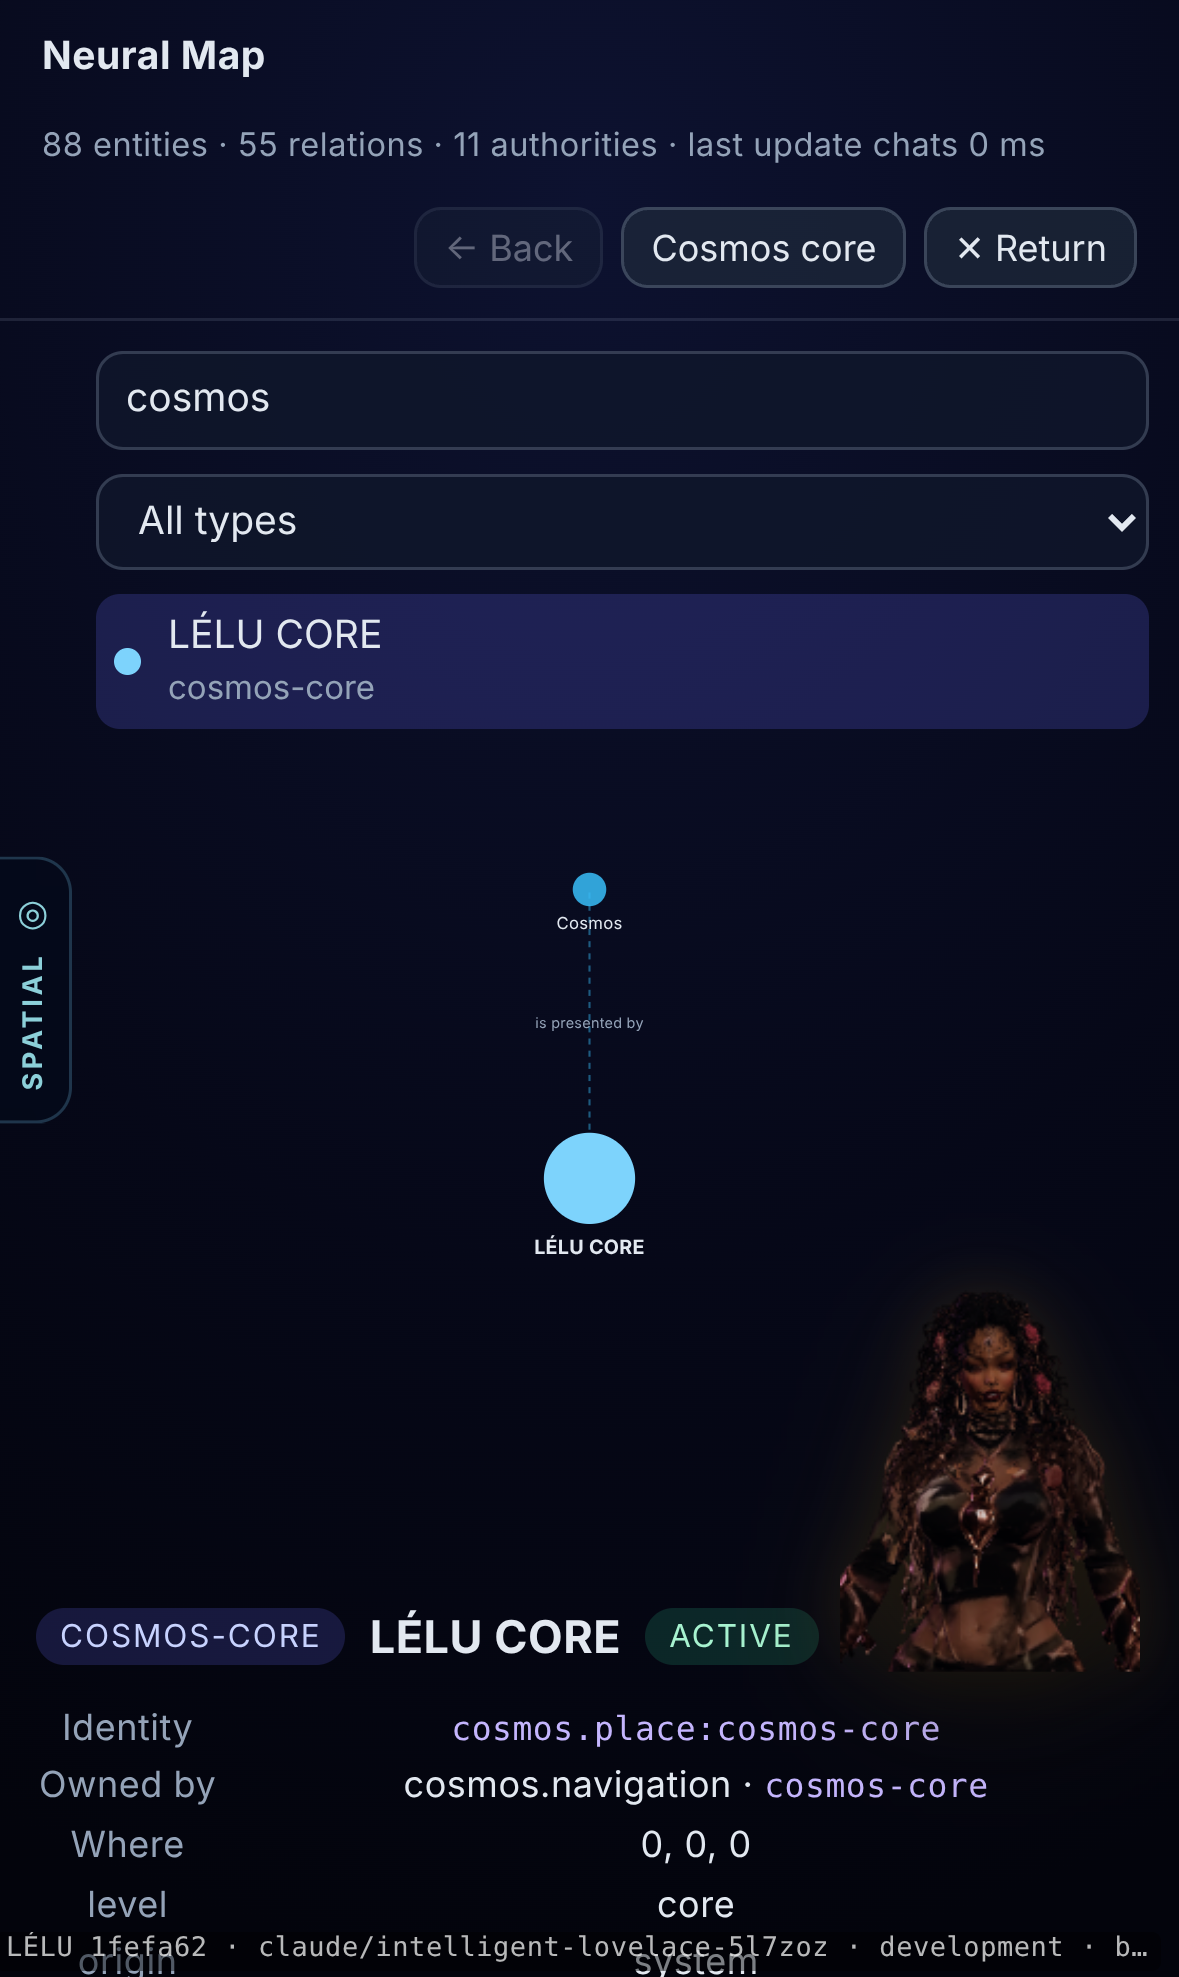 Neural Map
88 entities · 55 relations · 11 authorities · last update chats 0 ms
← Back
Cosmos core
✕ Return
cosmos
All types
LÉLU CORE
cosmos-core
SPATIAL ◎
Cosmos
is presented by
LÉLU CORE
COSMOS-CORE LÉLU CORE ACTIVE
Identity cosmos.place:cosmos-core
Owned by cosmos.navigation · cosmos-core
Where 0, 0, 0
level core
origin system
LÉLU 1fefa62 · claude/intelligent-lovelace-5l7zoz · development · b…